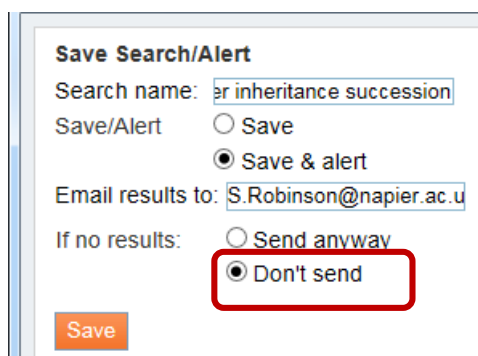 Save Search/Alert
Search name: er inheritance succession
Save/Alert Save
Save & alert
Email results to: S.Robinson@napier.ac.u
If no results: Send anyway
Don't send
Save